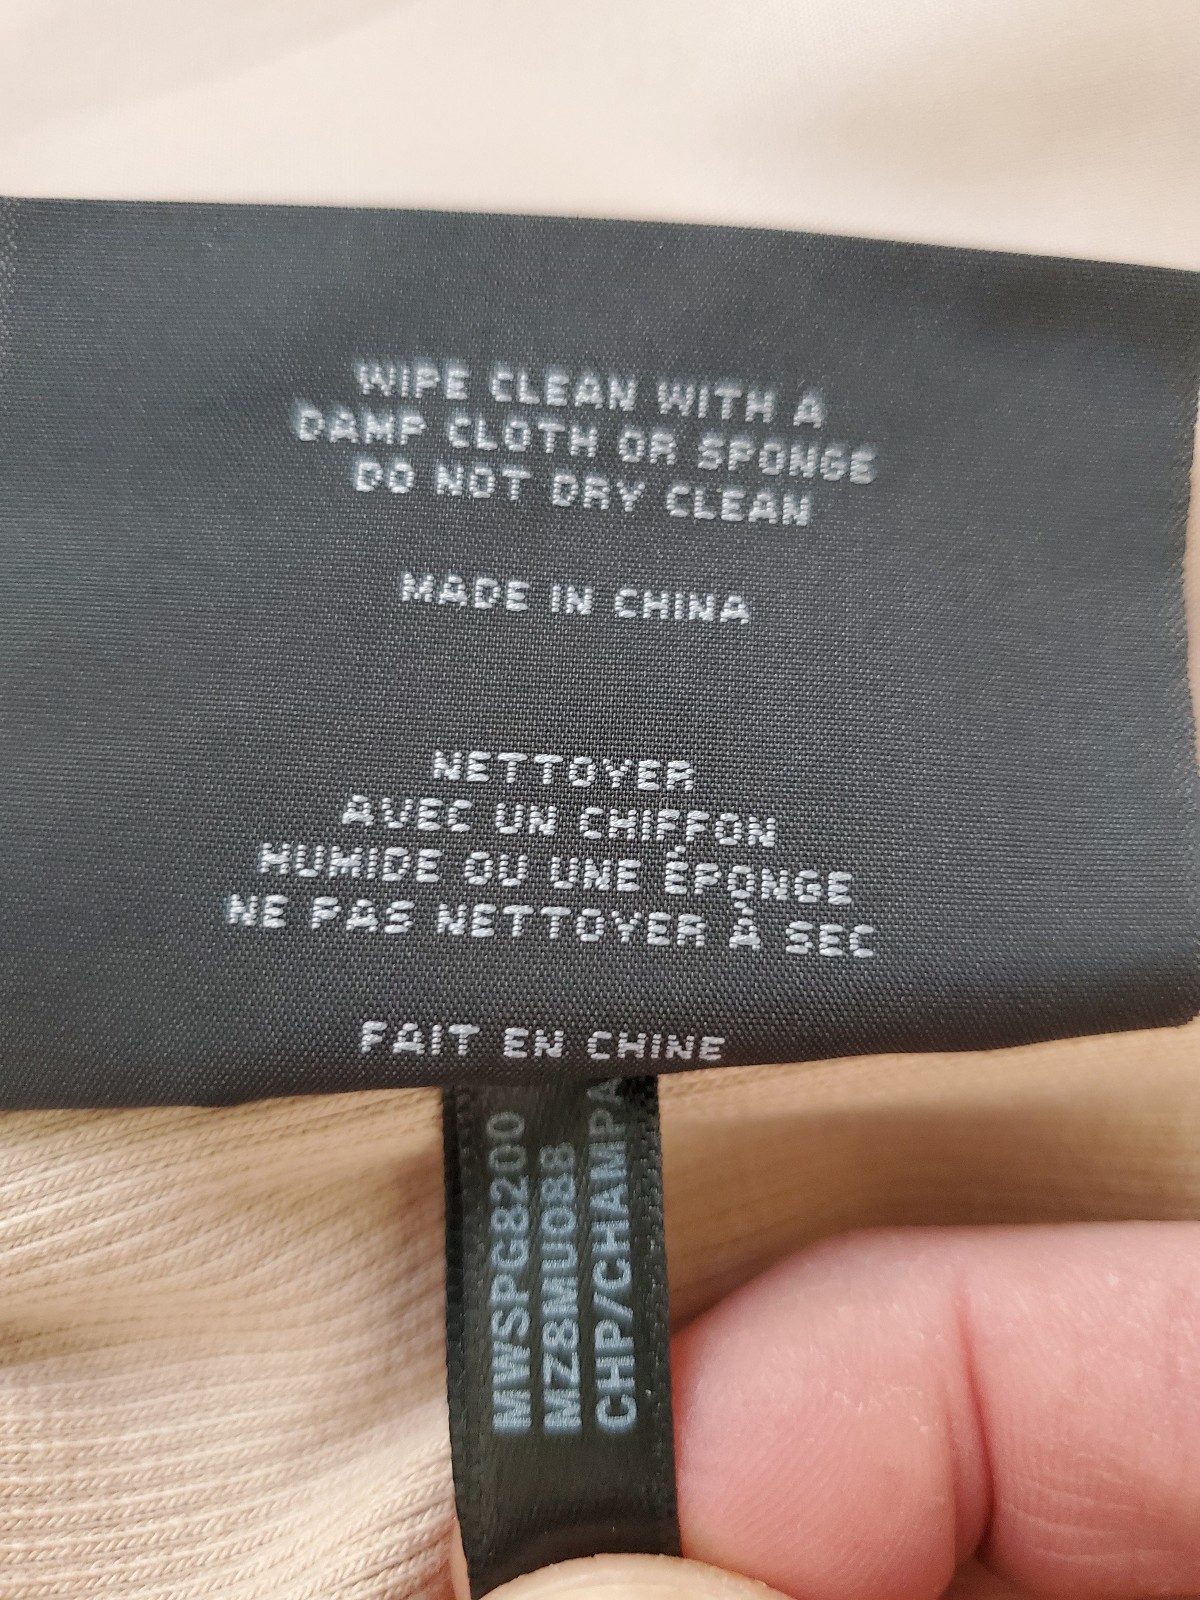 WIPE CLEAN WITH A
DAMP CLOTH OR SPONGE
DO NOT DRY CLEAN
MADE IN CHINA
NETTOYER
AVEC UN CHIFFON
HUMIDE OU UNE ÉPONGE
NE PAS NETTOYER À SEC
FAIT EN CHINE
MWSPG8200
MZ8MU088
CHP/CHAMPA